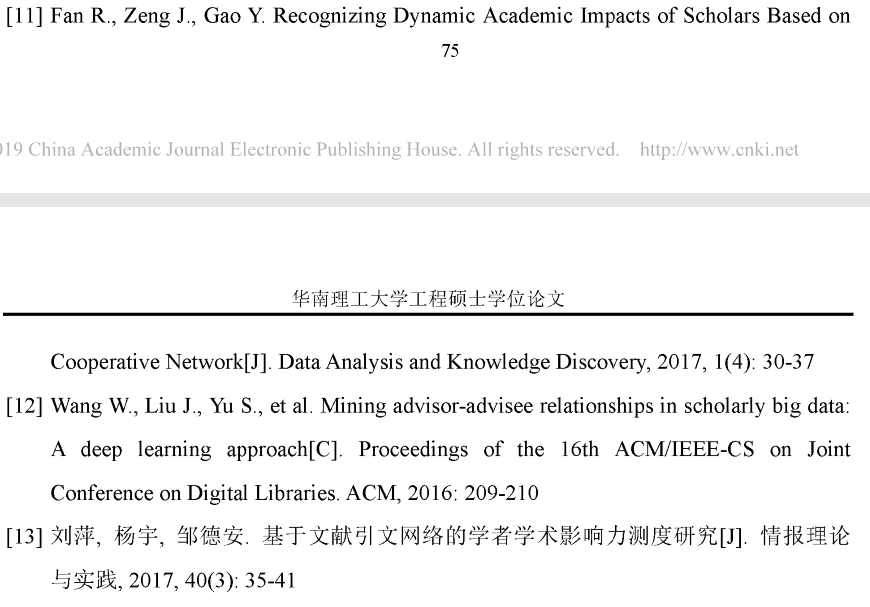 [11] Fan R., Zeng J., Gao Y. Recognizing Dynamic Academic Impacts of Scholars Based on
75
19 China Academic Journal Electronic Publishing House. All rights reserved. http://www.cnki.net
华南理工大学工程硕士学位论文
Cooperative Network[J]. Data Analysis and Knowledge Discovery, 2017, 1(4): 30-37
[12] Wang W., Liu J., Yu S., et al. Mining advisor-advisee relationships in scholarly big data:
A deep learning approach[C]. Proceedings of the 16th ACM/IEEE-CS on Joint
Conference on Digital Libraries. ACM, 2016: 209-210
[13] 刘萍, 杨宇, 邹德安. 基于文献引文网络的学者学术影响力测度研究[J]. 情报理论
与实践, 2017, 40(3): 35-41